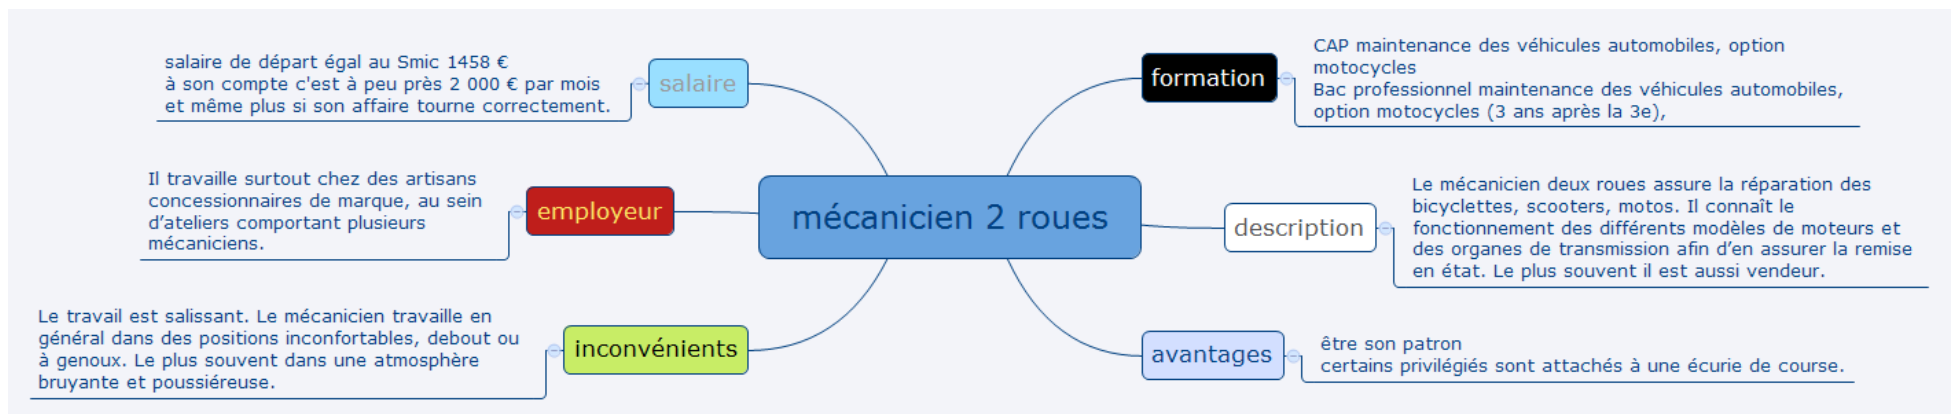 mécanicien 2 roues
formation
CAP maintenance des véhicules automobiles, option
motocycles
Bac professionnel maintenance des véhicules automobiles,
option motocycles (3 ans après la 3e),
description
Le mécanicien deux roues assure la réparation des
bicyclettes, scooters, motos. Il connaît le
fonctionnement des différents modèles de moteurs et
des organes de transmission afin d’en assurer la remise
en état. Le plus souvent il est aussi vendeur.
avantages
être son patron
certains privilégiés sont attachés à une écurie de course.
salaire
salaire de départ égal au Smic 1458 €
à son compte c'est à peu près 2 000 € par mois
et même plus si son affaire tourne correctement.
employeur
Il travaille surtout chez des artisans
concessionnaires de marque, au sein
d’ateliers comportant plusieurs
mécaniciens.
inconvénients
Le travail est salissant. Le mécanicien travaille en
général dans des positions inconfortables, debout ou
à genoux. Le plus souvent dans une atmosphère
bruyante et poussiéreuse.